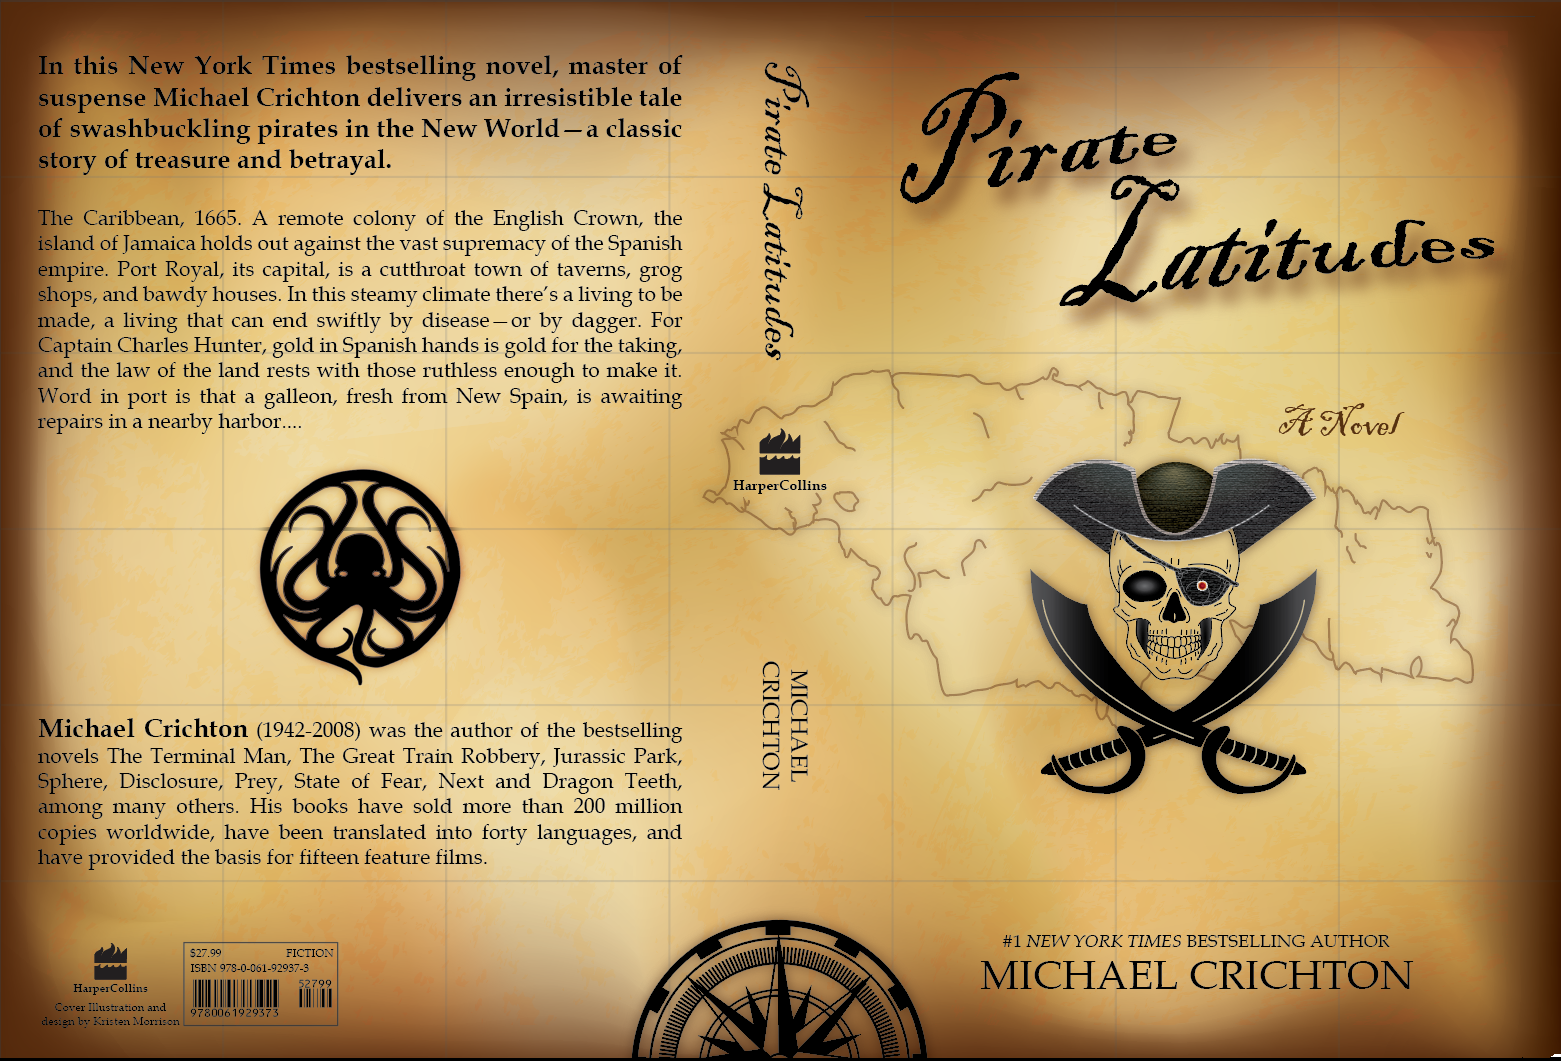 In this New York Times bestselling novel, master of
suspense Michael Crichton delivers an irresistible tale
of swashbuckling pirates in the New World—a classic
story of treasure and betrayal.
The Caribbean, 1665. A remote colony of the English Crown, the
island of Jamaica holds out against the vast supremacy of the Spanish
empire. Port Royal, its capital, is a cutthroat town of taverns, grog
shops, and bawdy houses. In this steamy climate there’s a living to be
made, a living that can end swiftly by disease—or by dagger. For
Captain Charles Hunter, gold in Spanish hands is gold for the taking,
and the law of the land rests with those ruthless enough to make it.
Word in port is that a galleon, fresh from New Spain, is awaiting
repairs in a nearby harbor....
Michael Crichton (1942-2008) was the author of the bestselling
novels The Terminal Man, The Great Train Robbery, Jurassic Park,
Sphere, Disclosure, Prey, State of Fear, Next and Dragon Teeth,
among many others. His books have sold more than 200 million
copies worldwide, have been translated into forty languages, and
have provided the basis for fifteen feature films.
HarperCollins
Cover Illustration and
design by Kristen Morrison
$27.99 FICTION
ISBN 978-0-061-92937-3
52799
9780061929373
Pirate Latitudes
HarperCollins
MICHAEL
CRICHTON
Pirate
Latitudes
A Novel
#1 NEW YORK TIMES BESTSELLING AUTHOR
MICHAEL CRICHTON